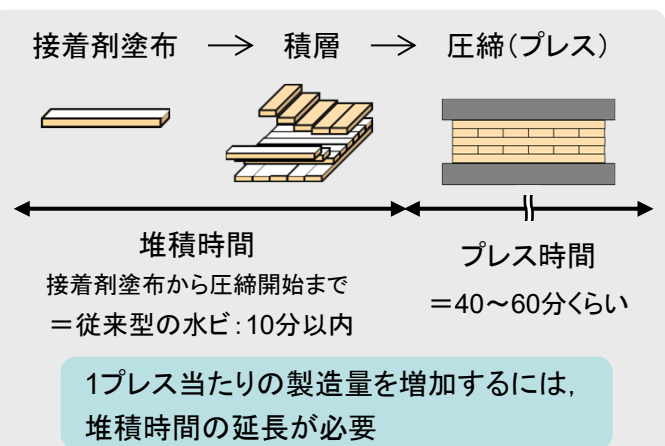 接着剤塗布 → 積層 → 圧締(プレス)
堆積時間
接着剤塗布から圧締開始まで
＝従来型の水ビ：10分以内
プレス時間
＝40～60分くらい
1プレス当たりの製造量を増加するには，
堆積時間の延長が必要